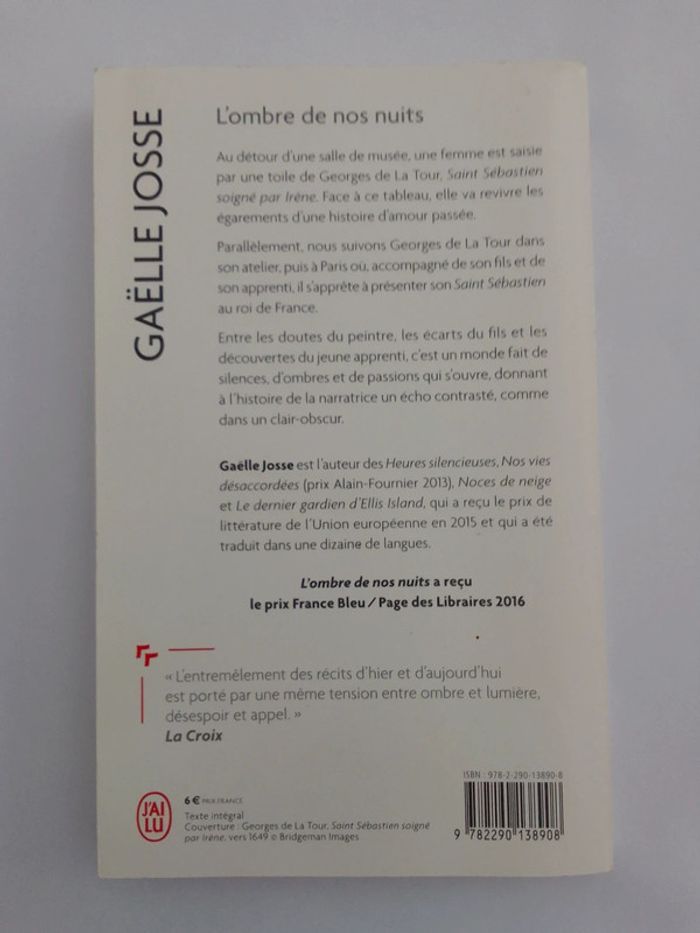 GAËLLE JOSSE
L'ombre de nos nuits
Au détour d'une salle de musée, une femme est saisie
par une toile de Georges de La Tour, Saint Sébastien
soigné par Irène. Face à ce tableau, elle va revivre les
égarements d'une histoire d'amour passée.
Parallèlement, nous suivons Georges de La Tour dans
son atelier, puis à Paris où, accompagné de son fils et de
son apprenti, il s'apprête à présenter son Saint Sébastien
au roi de France.
Entre les doutes du peintre, les écarts du fils et les
découvertes du jeune apprenti, c'est un monde fait de
silences, d'ombres et de passions qui s'ouvre, donnant
à l'histoire de la narratrice un écho contrasté, comme
dans un clair-obscur.
Gaëlle Josse est l'auteur des Heures silencieuses, Nos vies
désaccordées (prix Alain-Fournier 2013), Noces de neige
et Le dernier gardien d'Ellis Island, qui a reçu le prix de
littérature de l'Union européenne en 2015 et qui a été
traduit dans une dizaine de langues.
L'ombre de nos nuits a reçu
le prix France Bleu / Page des Libraires 2016
« L'entremêlement des récits d'hier et d'aujourd'hui
est porté par une même tension entre ombre et lumière,
désespoir et appel. »
La Croix
J'AI
LU
6 € PRIX FRANCE
Texte intégral
Couverture : Georges de La Tour, Saint Sébastien soigné
par Irène, vers 1649 © Bridgeman Images
ISBN : 978-2-290-13890-8
9 782290 138908